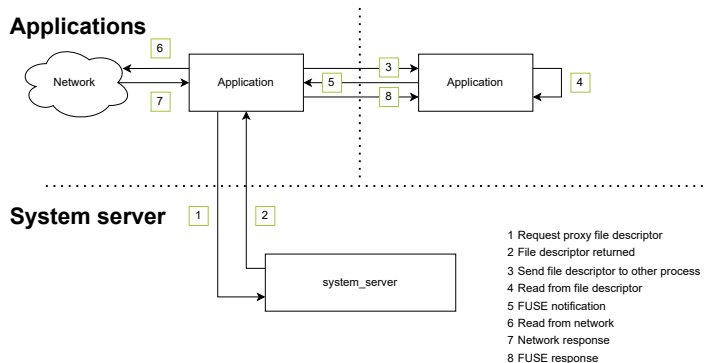 Applications
6
Network
7
Application
3
5
8
Application
4
System server
1
2
system_server
1 Request proxy file descriptor
2 File descriptor returned
3 Send file descriptor to other process
4 Read from file descriptor
5 FUSE notification
6 Read from network
7 Network response
8 FUSE response